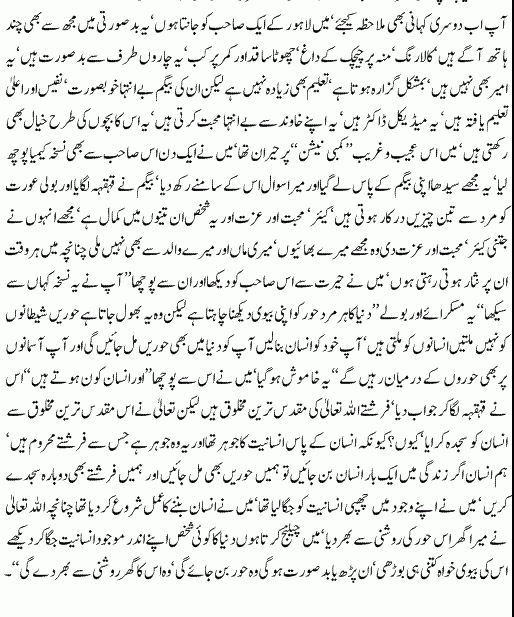 آپ اب دوسری کہانی بھی ملاحظہ کیجئے‘ میں لاہور کے ایک صاحب کو جانتا ہوں‘ یہ بدصورتی میں مجھ سے بھی چند
ہاتھ آگے ہیں‘ کالا رنگ‘ منہ پر چیچک کے داغ‘ چھوٹا سا قد اور کمر پر کب‘ یہ چاروں طرف سے بدصورت ہیں‘ یہ
امیر بھی نہیں ہیں‘ بمشکل گزارہ ہوتا ہے‘ تعلیم بھی زیادہ نہیں ہے لیکن ان کی بیگم بے انتہا خوبصورت‘ نفیس اور اعلیٰ
تعلیم یافتہ ہیں‘ یہ میڈیکل ڈاکٹر ہیں‘ یہ اپنے خاوند سے بے انتہا محبت کرتی ہیں‘ یہ اس کا بچوں کی طرح خیال بھی
رکھتی ہیں‘ میں اس عجیب و غریب ’’کمبی نیشن‘‘ پر حیران تھا‘ میں نے ایک دن اس صاحب سے بھی نسخہ کیمیا پوچھ
لیا‘ یہ مجھے سیدھا اپنی بیگم کے پاس لے گیا اور میرا سوال اس کے سامنے رکھ دیا‘ بیگم نے قہقہہ لگایا اور بولی عورت
کو مرد سے تین چیزیں درکار ہوتی ہیں‘ کیئر‘ محبت اور عزت اور یہ شخص ان تینوں میں کمال ہے‘ مجھے انہوں نے
جتنی کیئر‘ محبت اور عزت دی وہ مجھے میرے بھائیوں‘ میری ماں اور میرے والد سے بھی نہیں ملی چنانچہ میں ہر وقت
ان پر نثار ہوتی رہتی ہوں‘ میں نے حیرت سے اس صاحب کو دیکھا اور ان سے پوچھا ’’آپ نے یہ نسخہ کہاں سے
سیکھا‘‘ یہ مسکرائے اور بولے ’’دنیا کا ہر مرد حور کو اپنی بیوی دیکھنا چاہتا ہے لیکن وہ یہ بھول جاتا ہے حوریں شیطانوں
کو نہیں ملتیں انسانوں کو ملتی ہیں‘ آپ خود کو انسان بنا لیں آپ کو دنیا میں بھی حوریں مل جائیں گی اور آپ آسمانوں
پر بھی حوروں کے درمیان رہیں گے‘‘ یہ خاموش ہو گیا‘ میں نے اس سے پوچھا ’’اور انسان کون ہوتے ہیں‘‘ اس
نے قہقہہ لگا کر جواب دیا‘ فرشتے اللہ تعالیٰ کی مقدس ترین مخلوق ہیں لیکن تعالیٰ نے اس مقدس ترین مخلوق سے
انسان کو سجدہ کرایا‘ کیوں؟ کیونکہ انسان کے پاس انسانیت کا جوہر تھا اور یہ وہ جوہر ہے جس سے فرشتے محروم ہیں‘
ہم انسان اگر زندگی میں ایک بار انسان بن جائیں تو ہمیں حوریں بھی مل جائیں اور ہمیں فرشتے بھی دوبارہ سجدے
کریں‘ میں نے اپنے وجود میں چھپی انسانیت کو جگا لیا تھا‘ میں نے انسان بننے کا عمل شروع کر دیا تھا چنانچہ اللہ تعالیٰ
نے میرا گھر اس حور کی روشنی سے بھر دیا‘ میں چیلنج کرتا ہوں دنیا کا کوئی شخص اپنے اندر موجود انسانیت جگا کر دیکھے
اس کی بیوی خواہ کتنی ہی بوڑھی‘ ان پڑھ یا بدصورت ہو گی وہ حور بن جائے گی‘ وہ اس کا گھر روشنی سے بھر دے گی‘‘۔